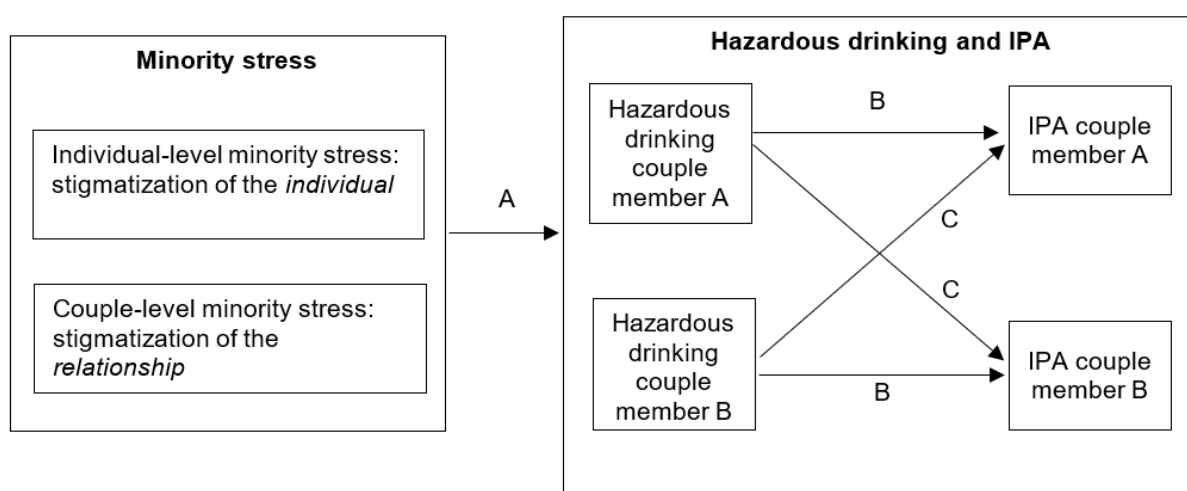 Minority stress
Individual-level minority stress:
stigmatization of the individual
Couple-level minority stress:
stigmatization of the
relationship
A
Hazardous drinking and IPA
Hazardous
drinking
couple
member A
B
IPA couple
member A
C
C
Hazardous
drinking
couple
member B
B
IPA couple
member B